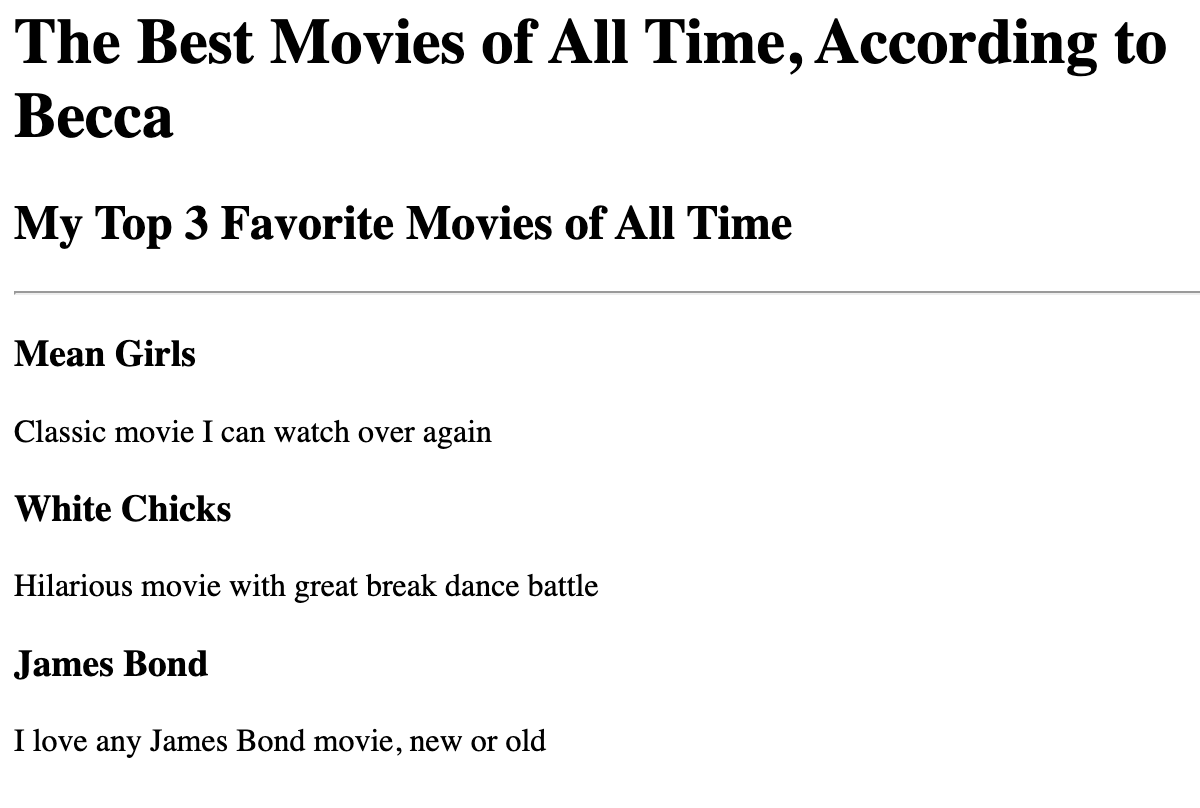 The Best Movies of All Time, According to
Becca
My Top 3 Favorite Movies of All Time
Mean Girls
Classic movie I can watch over again
White Chicks
Hilarious movie with great break dance battle
James Bond
I love any James Bond movie, new or old